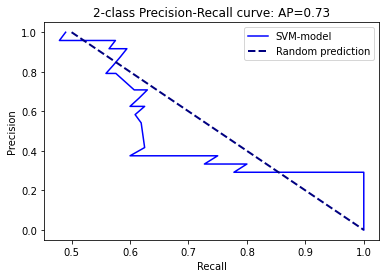 2-class Precision-Recall curve: AP=0.73
SVM-model
Random prediction
Precision
1.0
0.8
0.6
0.4
0.2
0.0
0.5 0.6 0.7 0.8 0.9 1.0
Recall